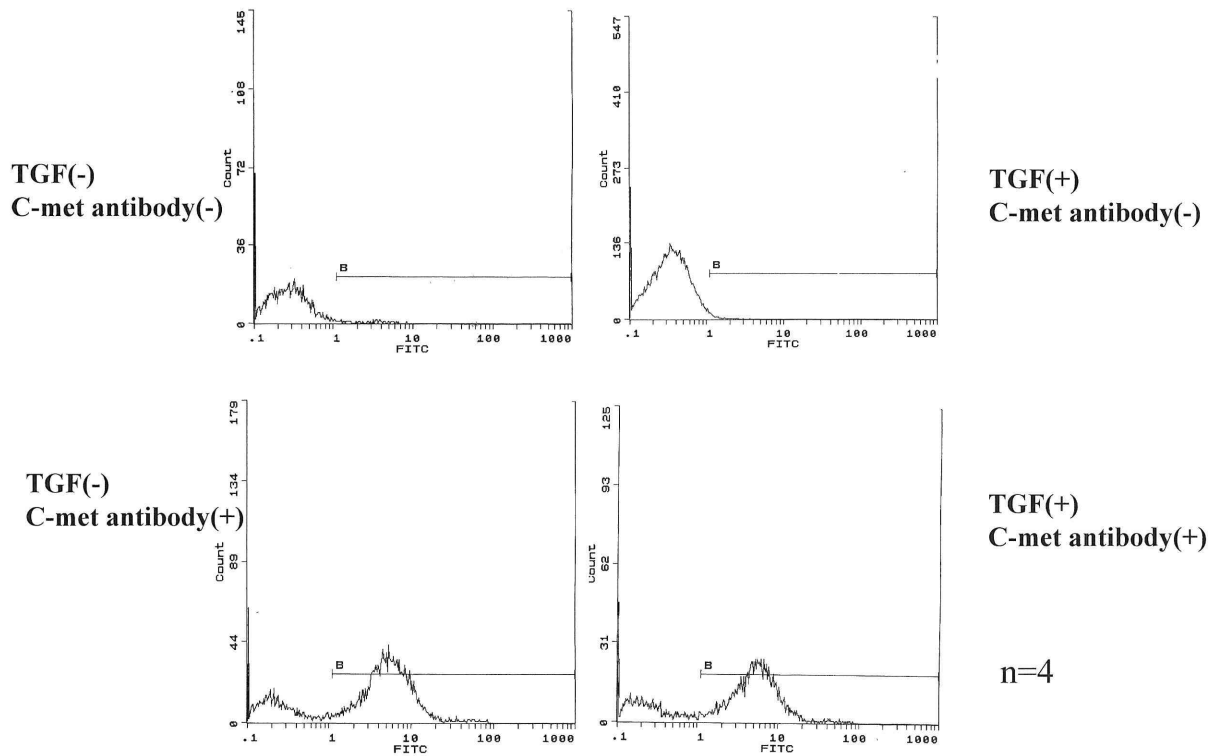 TGF(-)
C-met antibody(-)
145
108
72
36
0
Count
B
.1 1 10 100 1000
FITC
547
410
273
136
0
Count
B
.1 1 10 100 1000
FITC
TGF(+)
C-met antibody(-)
TGF(-)
C-met antibody(+)
179
134
89
44
0
Count
B
.1 1 10 100 1000
FITC
125
93
62
31
0
Count
B
.1 1 10 100 1000
FITC
TGF(+)
C-met antibody(+)
n=4